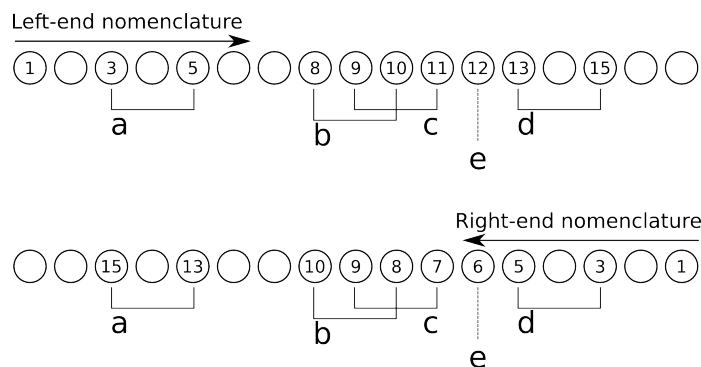 Left-end nomenclature
1 3 5 8 9 10 11 12 13 15
a b c d
e
Right-end nomenclature
15 13 10 9 8 7 6 5 3 1
a b c d
e